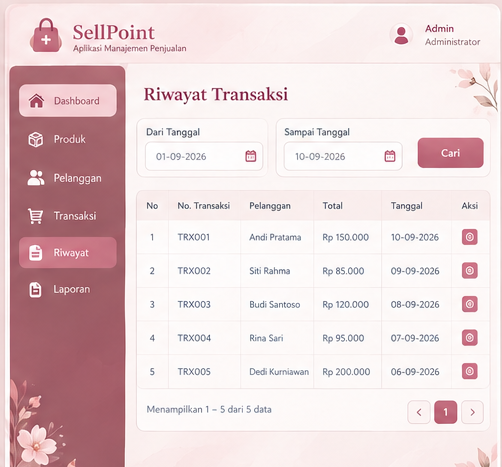 SellPoint
Aplikasi Manajemen Penjualan
Admin
Administrator
Dashboard
Produk
Pelanggan
Transaksi
Riwayat
Laporan
Riwayat Transaksi
Dari Tanggal
01-09-2026
Sampai Tanggal
10-09-2026
Cari
No No. Transaksi Pelanggan Total Tanggal Aksi
1 TRX001 Andi Pratama Rp 150.000 10-09-2026
2 TRX002 Siti Rahma Rp 85.000 09-09-2026
3 TRX003 Budi Santoso Rp 120.000 08-09-2026
4 TRX004 Rina Sari Rp 95.000 07-09-2026
5 TRX005 Dedi Kurniawan Rp 200.000 06-09-2026
Menampilkan 1 – 5 dari 5 data
< 1 >